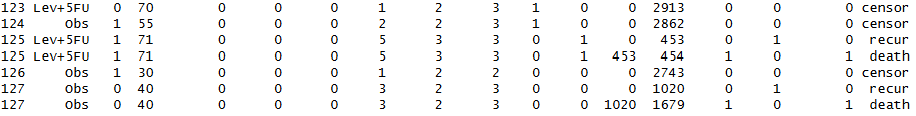 123 Lev+5FU 0 70 0 0 0 1 2 3 1 0 0 2913 0 0 0 censor
124 Obs 1 55 0 0 0 2 2 3 1 0 0 2862 0 0 0 censor
125 Lev+5FU 1 71 0 0 0 5 3 3 0 1 0 453 0 1 0 recur
125 Lev+5FU 1 71 0 0 0 5 3 3 0 1 453 454 1 0 1 death
126 Obs 1 30 0 0 0 1 2 2 0 0 0 2743 0 0 0 censor
127 Obs 0 40 0 0 0 3 2 3 0 0 0 1020 0 1 0 recur
127 Obs 0 40 0 0 0 3 2 3 0 0 1020 1679 1 0 1 death